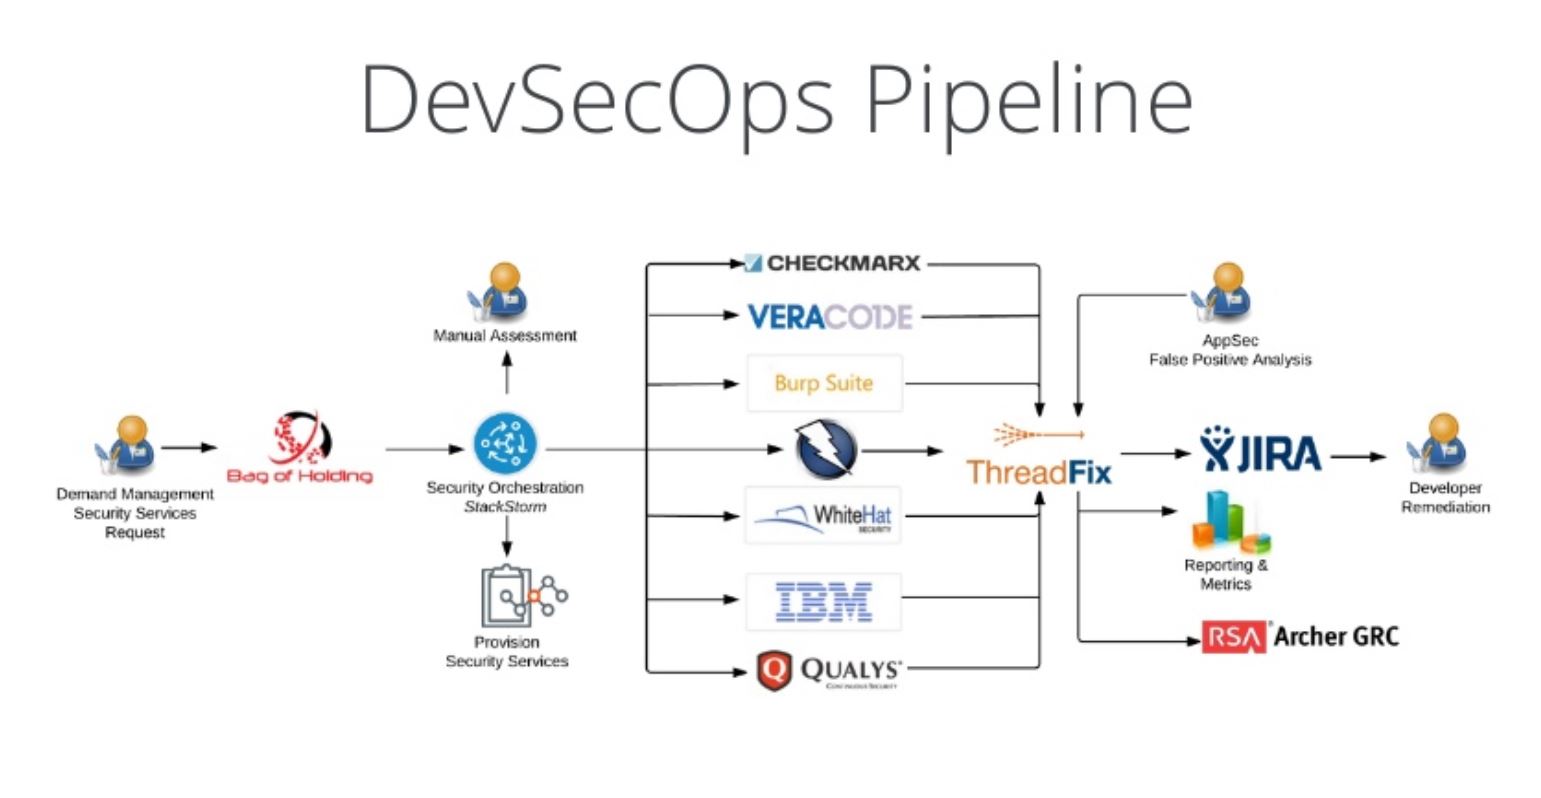 DevSecOps Pipeline
CHECKMARX
VERACODE
Burp Suite
Manual Assessment
AppSec
False Positive Analysis
Demand Management
Security Services
Request
Bag of Holding
Security Orchestration
StackStorm
ThreadFix
JIRA
Developer
Remediation
WhiteHat
SECURITY
Reporting &
Metrics
IBM
Provision
Security Services
RSA Archer GRC
QUALYS®
CONTINUOUS SECURITY